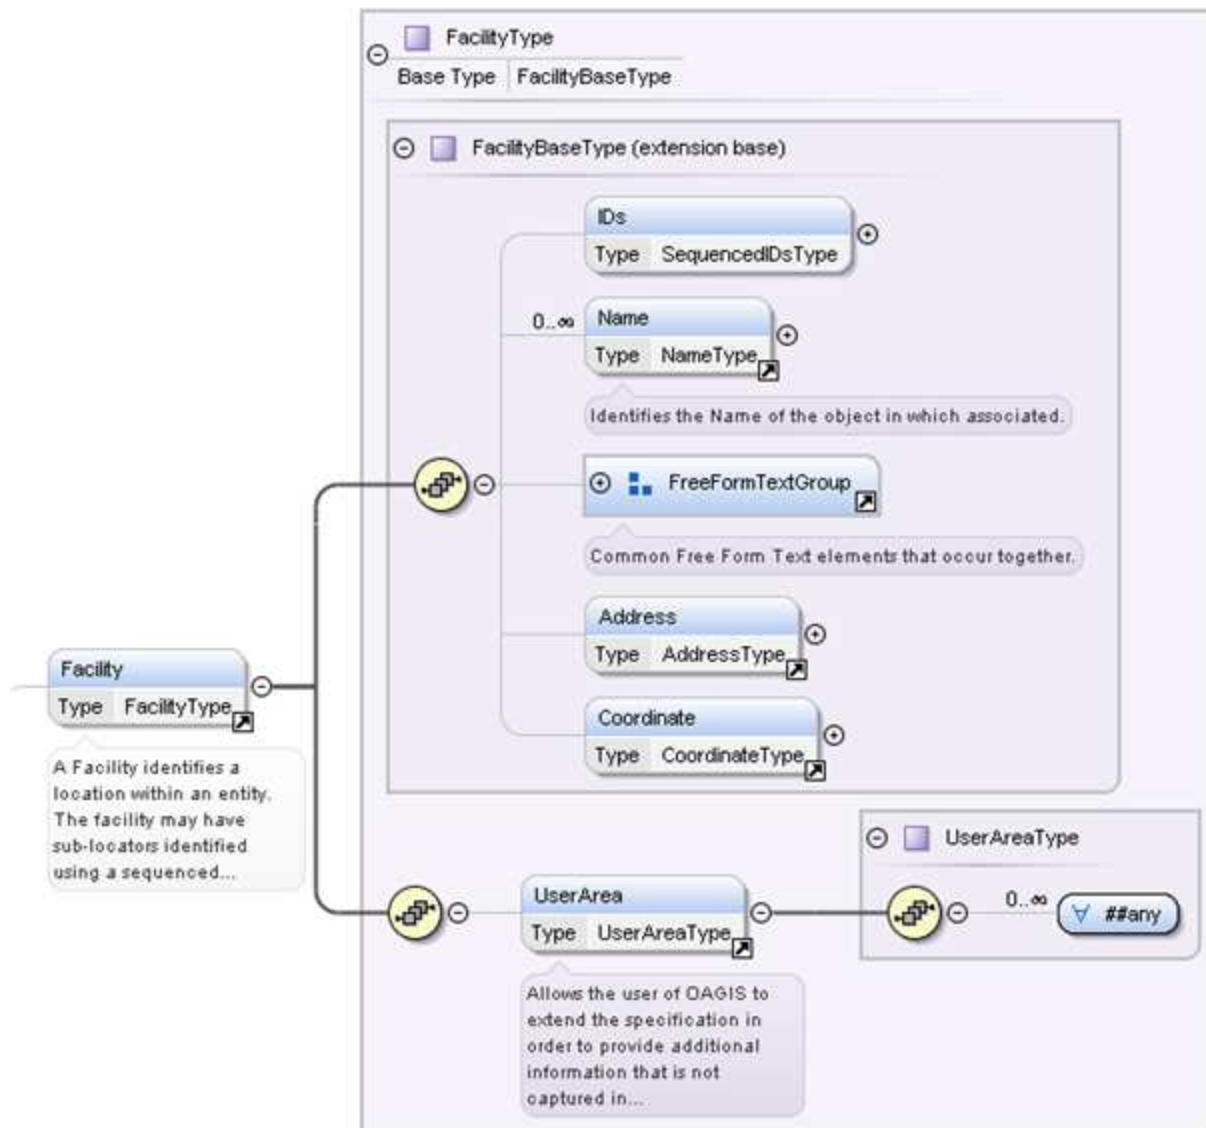 FacilityType
Base Type FacilityBaseType
FacilityBaseType (extension base)
IDs
Type SequencedIDsType
0..∞ Name
Type NameType
Identifies the Name of the object in which associated.
FreeFormTextGroup
Common Free Form Text elements that occur together.
Address
Type AddressType
Facility
Type FacilityType
Coordinate
Type CoordinateType
A Facility identifies a
location within an entity.
The facility may have
sub-locators identified
using a sequenced...
UserAreaType
UserArea
Type UserAreaType
0..∞ ##any
Allows the user of OAGIS to
extend the specification in
order to provide additional
information that is not
captured in...